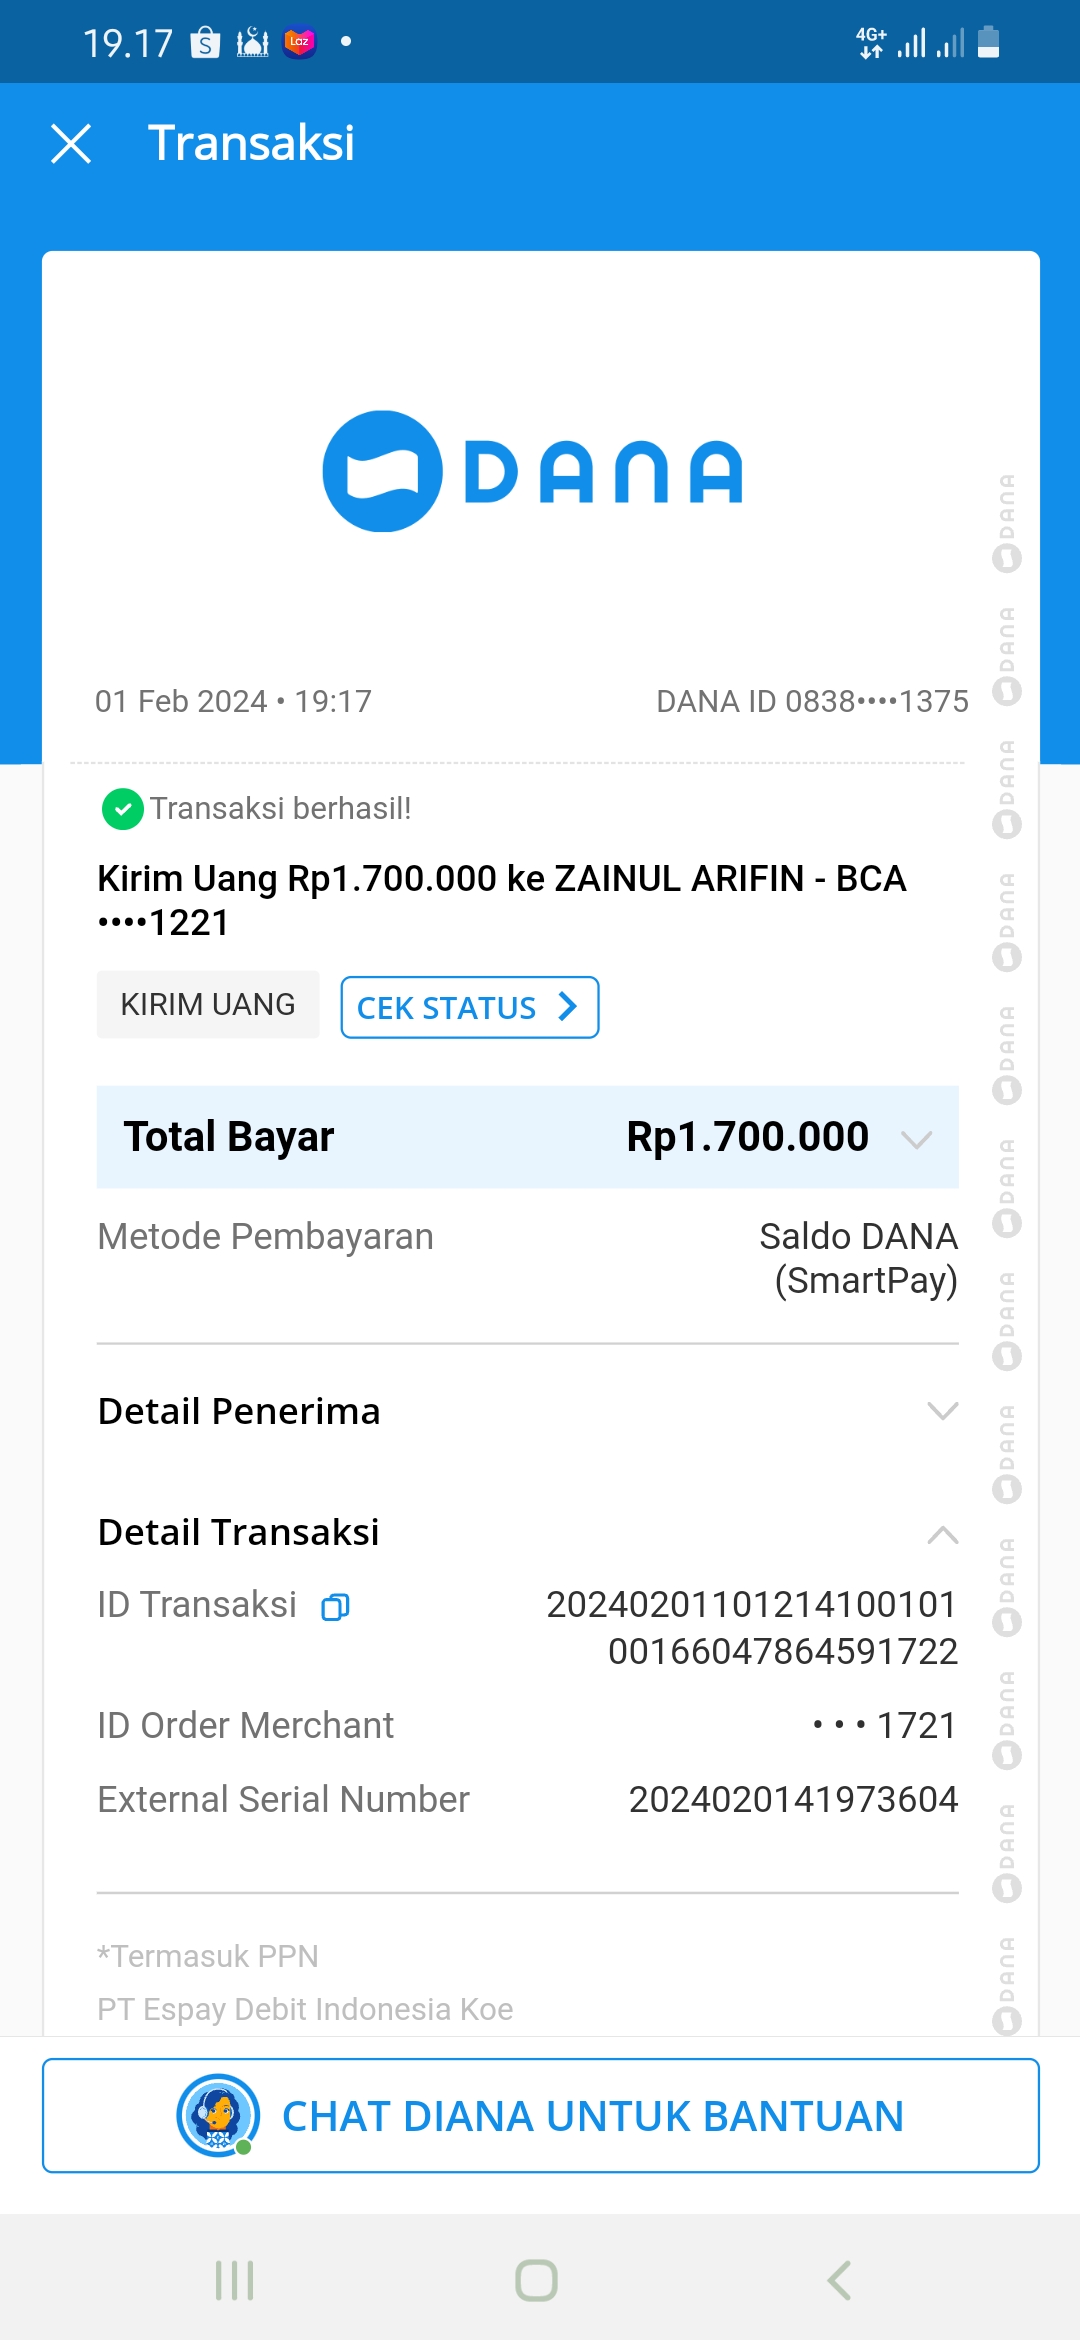 19.17
4G+
Transaksi
DANA
01 Feb 2024 • 19:17
DANA ID 0838••••1375
Transaksi berhasil!
Kirim Uang Rp1.700.000 ke ZAINUL ARIFIN - BCA
••••1221
KIRIM UANG
CEK STATUS
Total Bayar
Rp1.700.000
Metode Pembayaran
Saldo DANA
(SmartPay)
Detail Penerima
Detail Transaksi
ID Transaksi
20240201101214100101
00166047864591722
ID Order Merchant
• • • 1721
External Serial Number
2024020141973604
*Termasuk PPN
PT Espay Debit Indonesia Koe
DANA
DANA
DANA
DANA
DANA
DANA
DANA
DANA
DANA
DANA
DANA
DANA
CHAT DIANA UNTUK BANTUAN